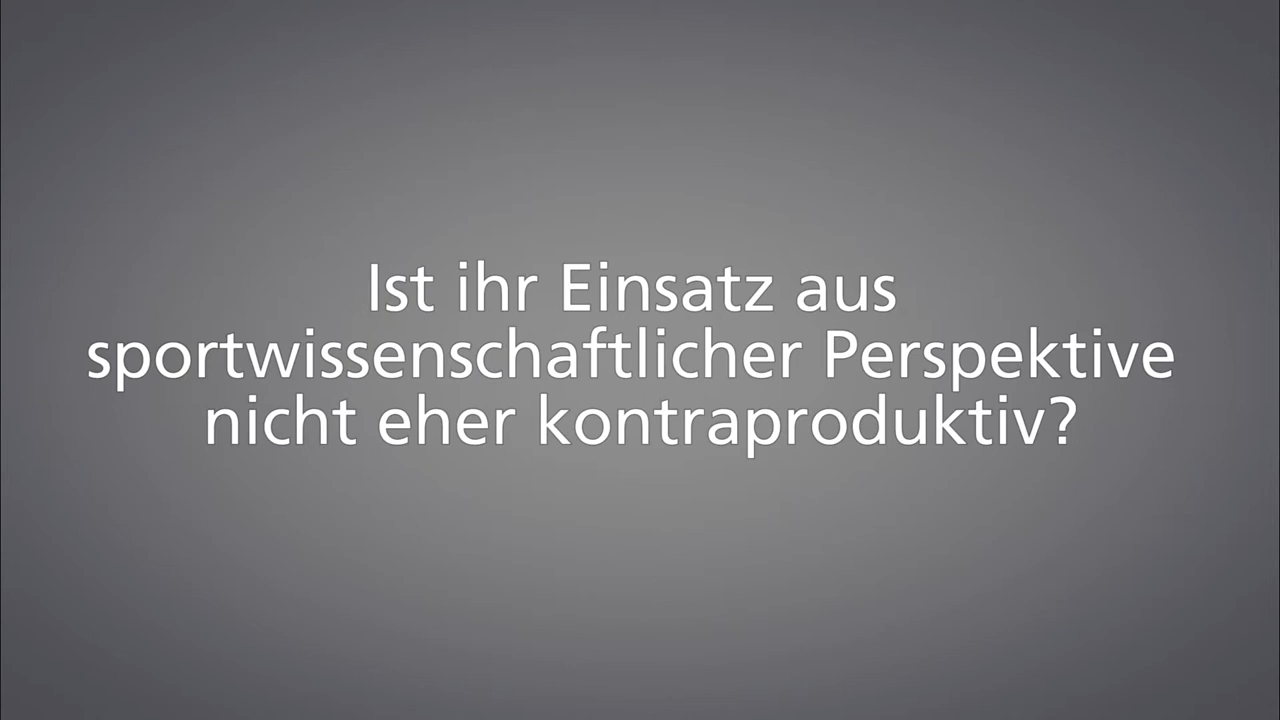 Ist ihr Einsatz aus
sportwissenschaftlicher Perspektive
nicht eher kontraproduktiv?